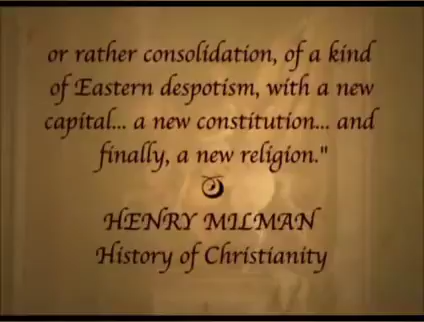 or rather consolidation, of a kind
of Eastern despotism, with a new
capital... a new constitution... and
finally, a new religion."
HENRY MILMAN
History of Christianity